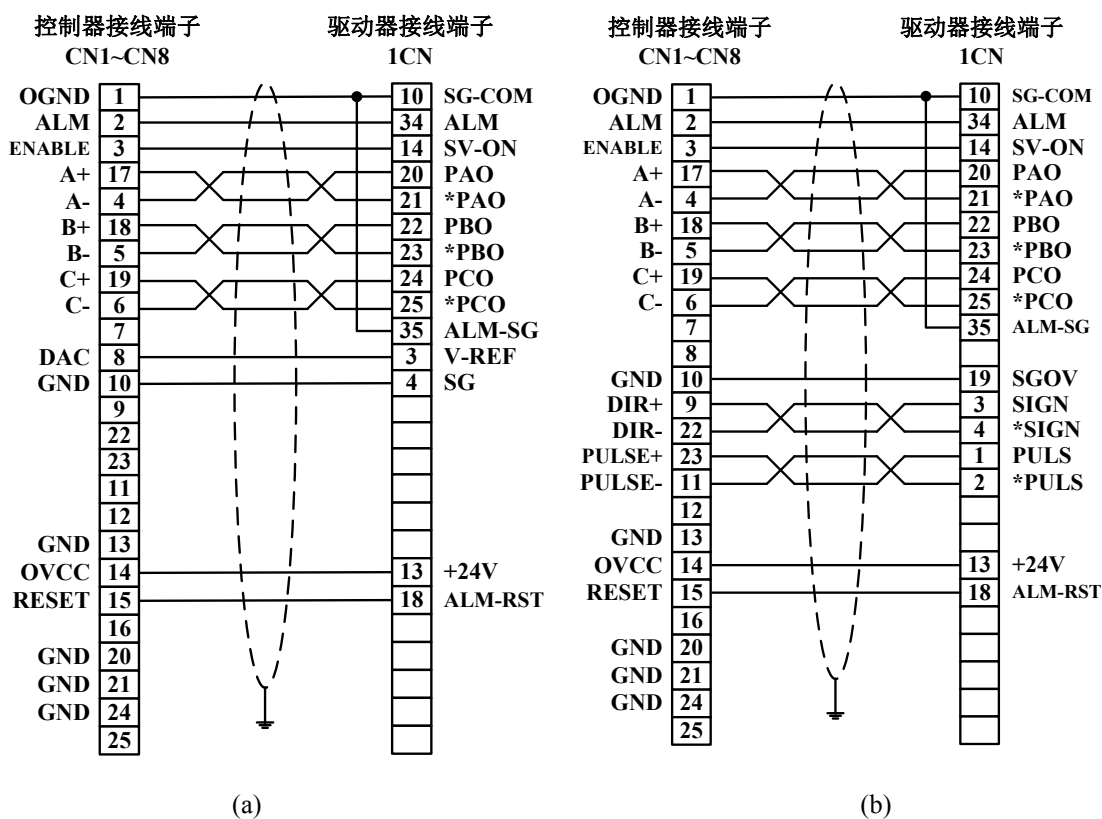 控制器接线端子 驱动器接线端子
CN1~CN8 1CN
OGND 1 10 SG-COM
ALM 2 34 ALM
ENABLE 3 14 SV-ON
A+ 17 20 PAO
A- 4 21 *PAO
B+ 18 22 PBO
B- 5 23 *PBO
C+ 19 24 PCO
C- 6 25 *PCO
7 35 ALM-SG
DAC 8 3 V-REF
GND 10 4 SG
9
22
23
11
12
GND 13
OVCC 14 13 +24V
RESET 15 18 ALM-RST
16
GND 20
GND 21
GND 24
25
(a)
控制器接线端子 驱动器接线端子
CN1~CN8 1CN
OGND 1 10 SG-COM
ALM 2 34 ALM
ENABLE 3 14 SV-ON
A+ 17 20 PAO
A- 4 21 *PAO
B+ 18 22 PBO
B- 5 23 *PBO
C+ 19 24 PCO
C- 6 25 *PCO
7 35 ALM-SG
8
GND 10 19 SGOV
DIR+ 9 3 SIGN
DIR- 22 4 *SIGN
PULSE+ 23 1 PULS
PULSE- 11 2 *PULS
12
GND 13
OVCC 14 13 +24V
RESET 15 18 ALM-RST
16
GND 20
GND 21
GND 24
25
(b)